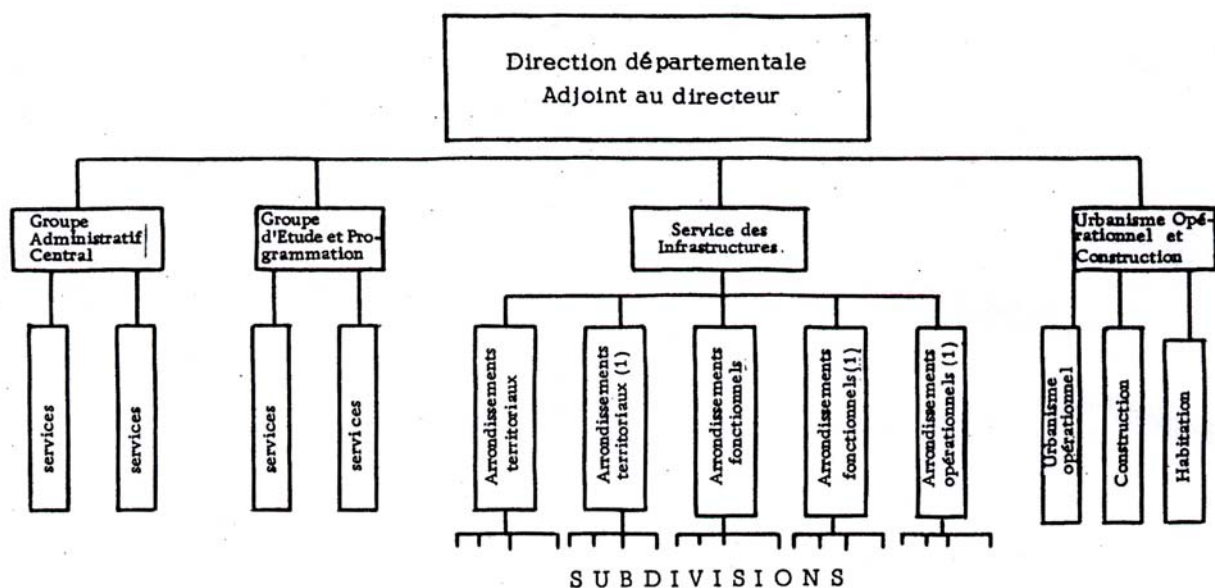 Direction départementale
Adjoint au directeur
Groupe
Administratif
Central
Groupe
d'Etude et Pro-
grammation
Service des
Infrastructures.
Urbanisme Opé-
rationnel et
Construction
services
services
services
services
Arrondissements
territoriaux
Arrondissements
territoriaux (1)
Arrondissements
fonctionnels
Arrondissements
fonctionnels (1)
Arrondissements
opérationnels (1)
Urbanisme
opérationnel
Construction
Habitation
SUBDIVISIONS